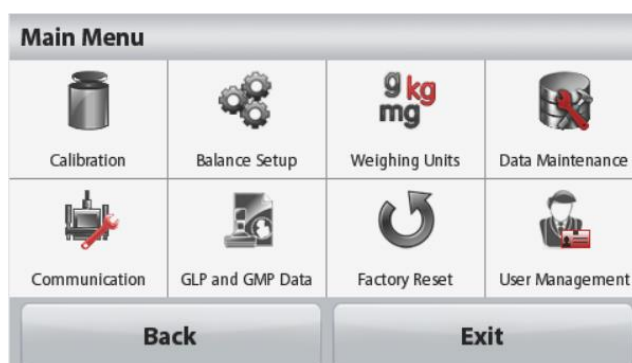 Main Menu
g kg
mg
Calibration
Balance Setup
Weighing Units
Data Maintenance
Communication
GLP and GMP Data
Factory Reset
User Management
Back
Exit